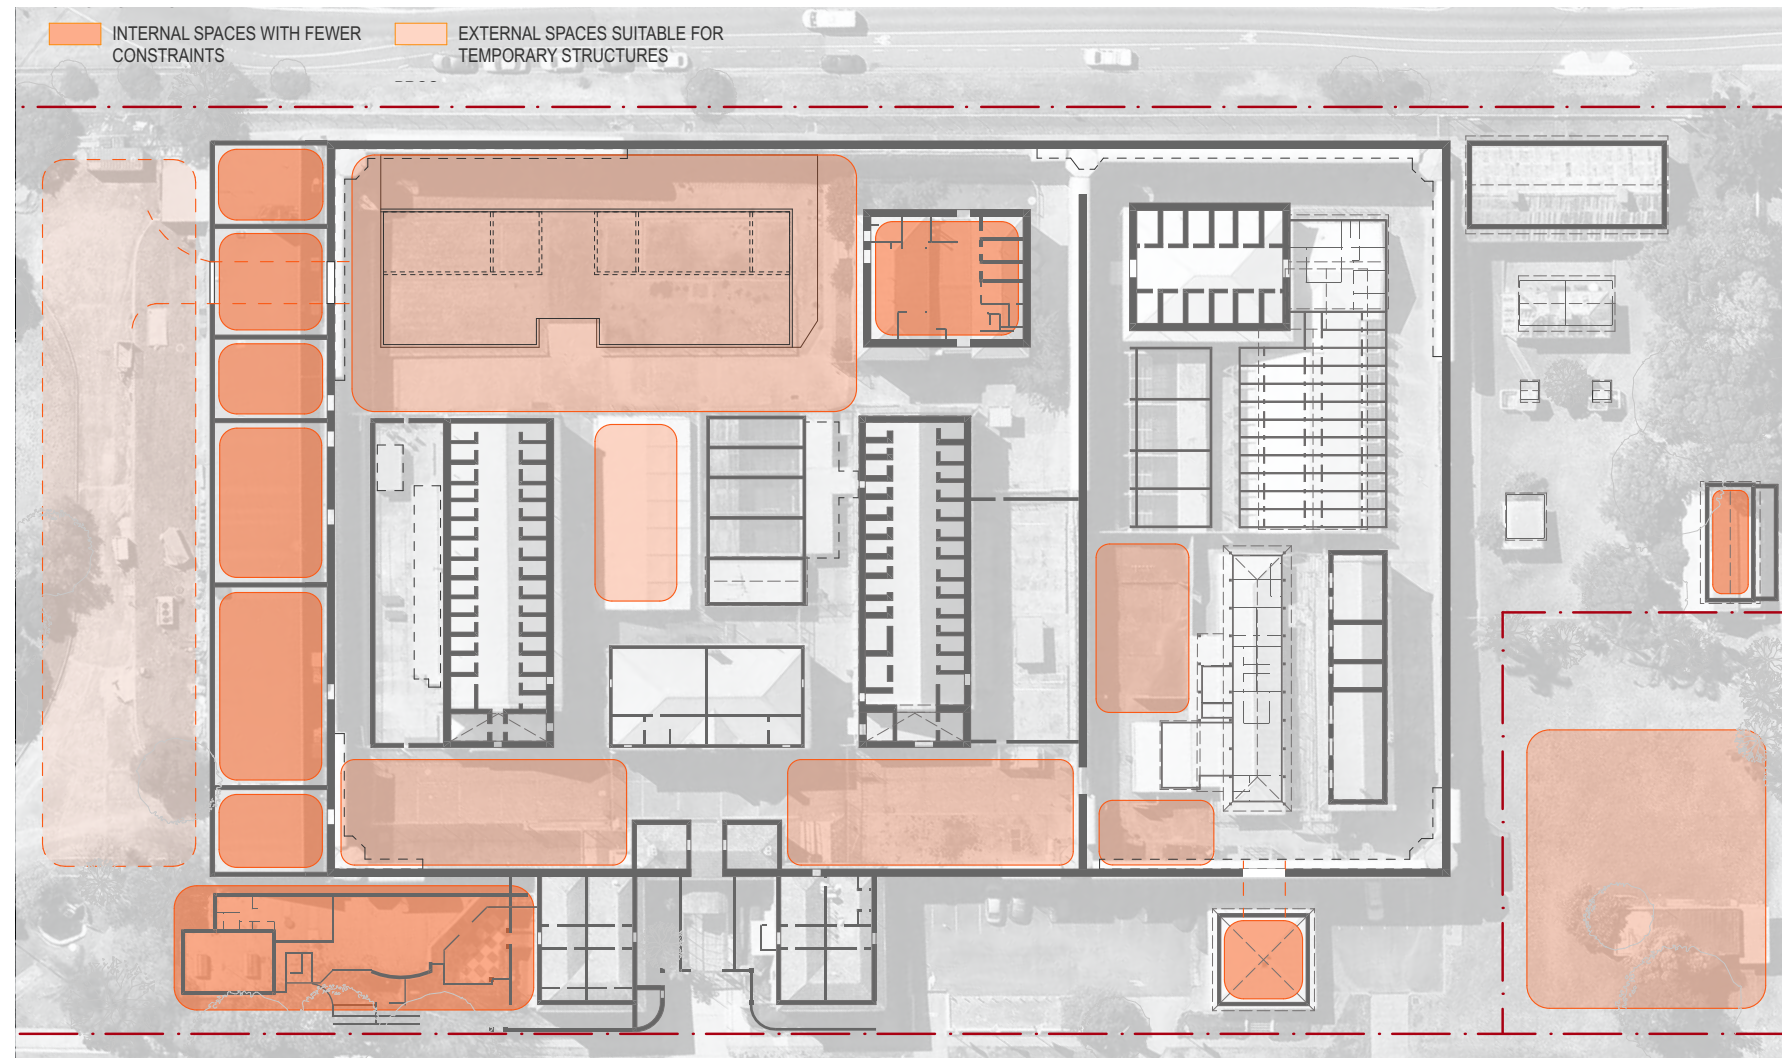 INTERNAL SPACES WITH FEWER
CONSTRAINTS
EXTERNAL SPACES SUITABLE FOR
TEMPORARY STRUCTURES